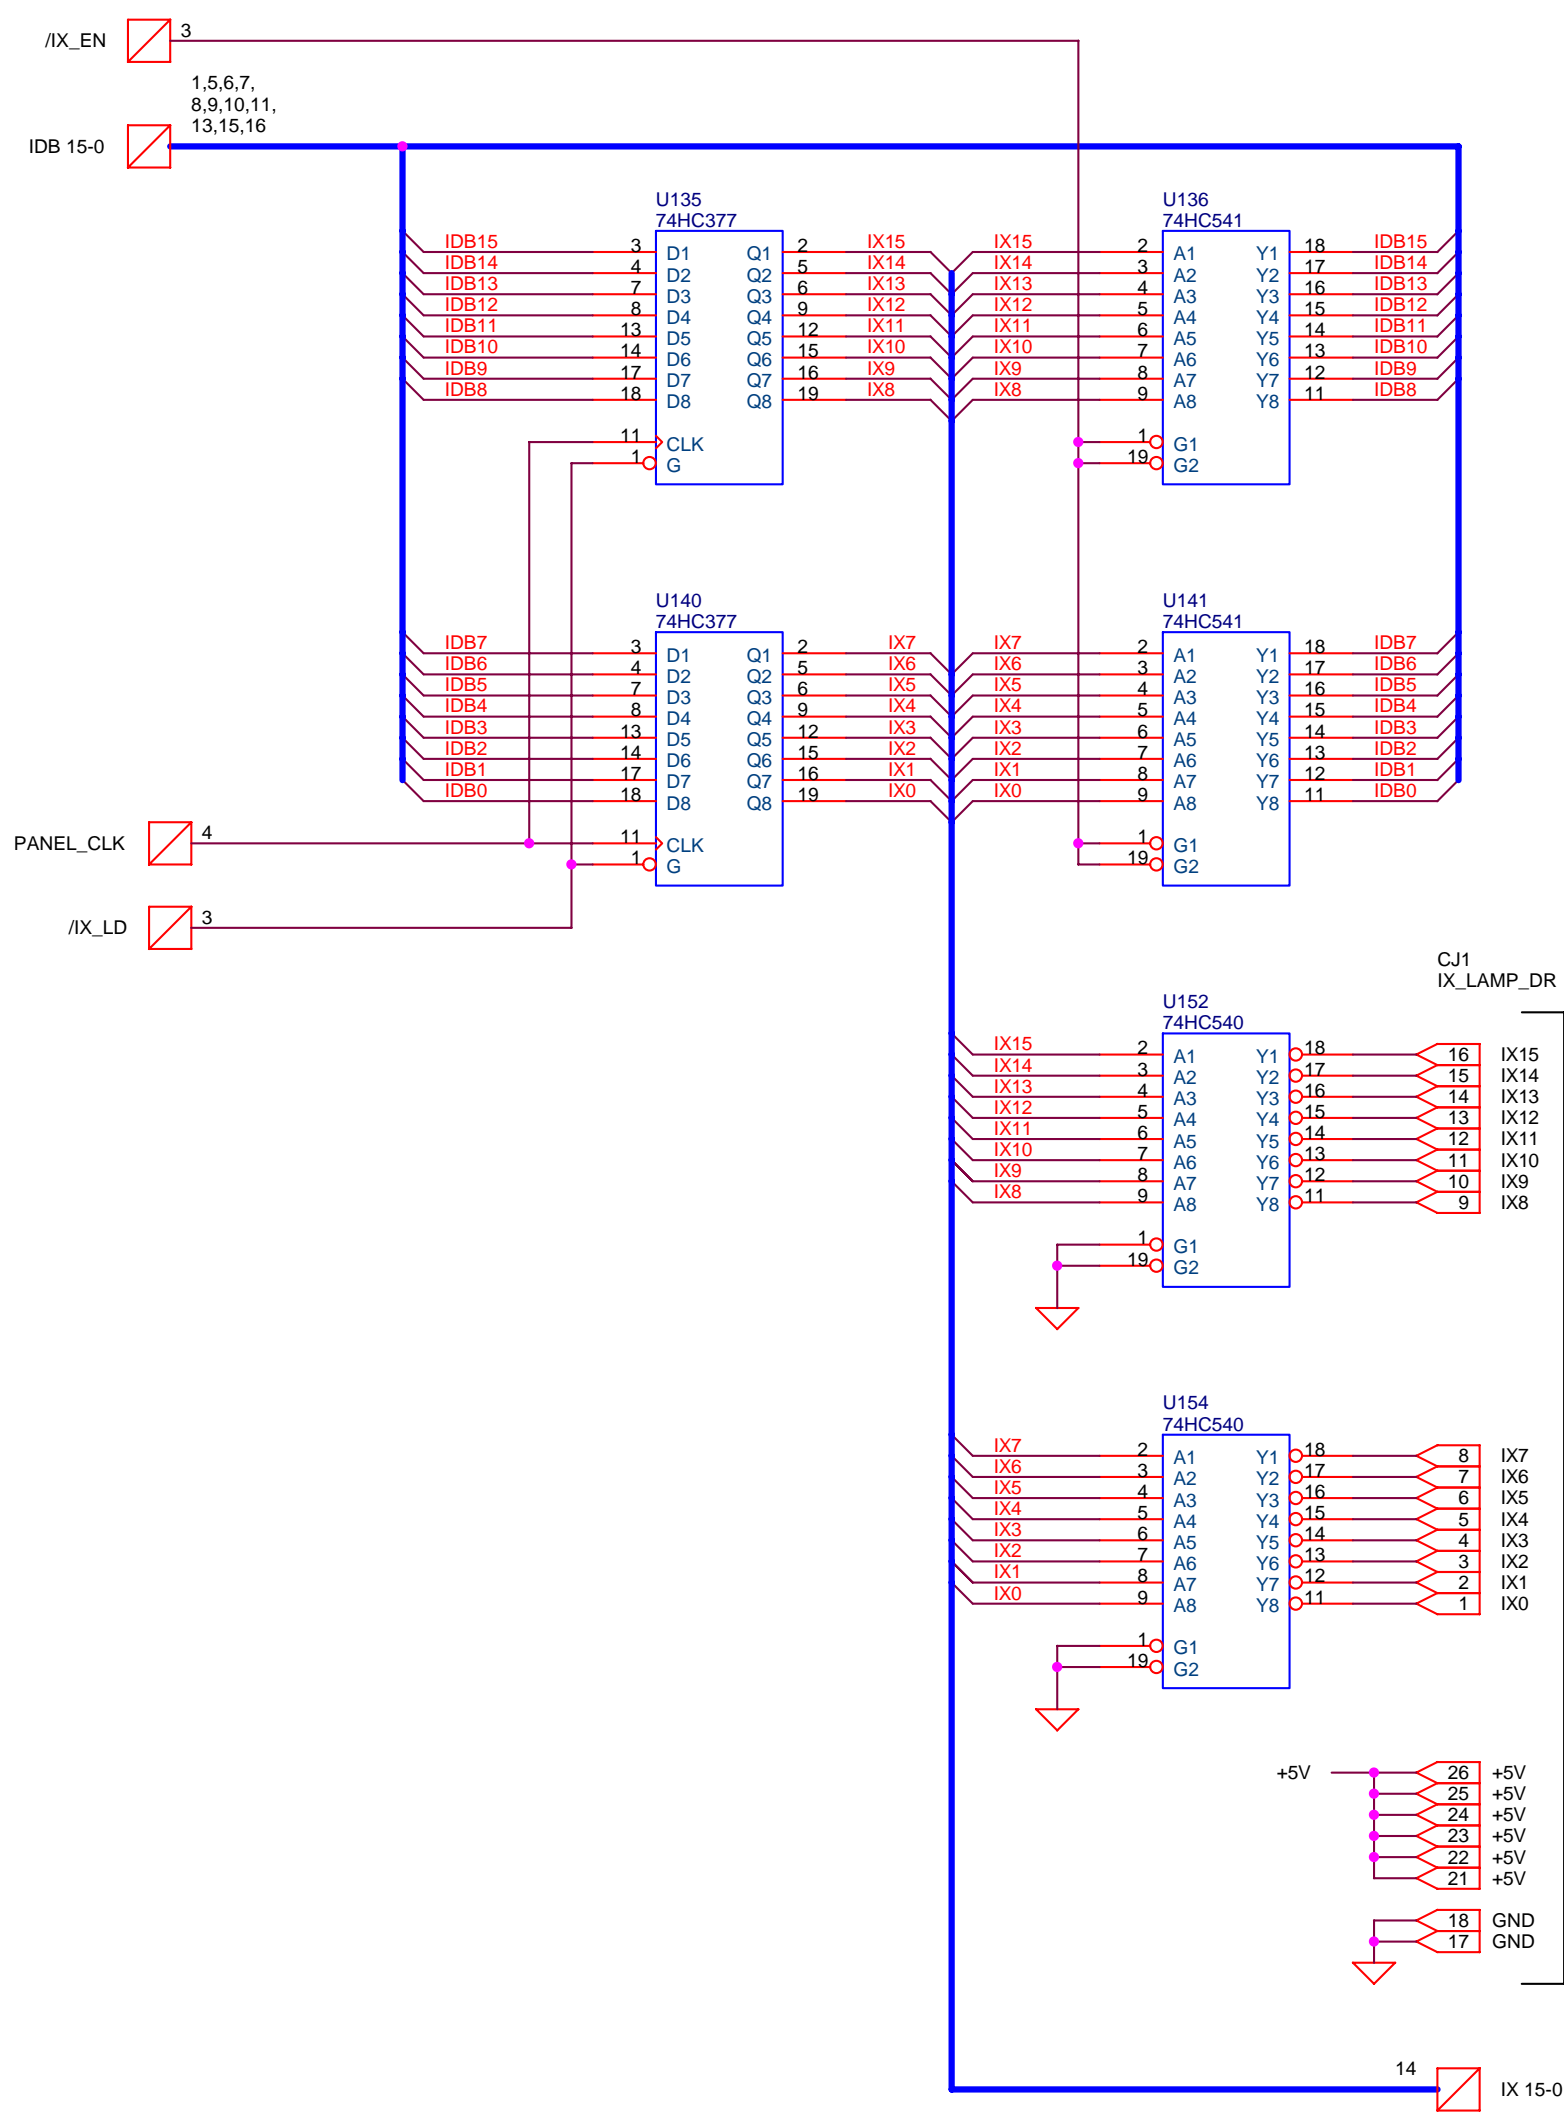 /IX_EN 3
1,5,6,7,
8,9,10,11,
13,15,16
IDB 15-0
U135
74HC377
IDB15 3 D1 Q1 2 IX15
IDB14 4 D2 Q2 5 IX14
IDB13 7 D3 Q3 6 IX13
IDB12 8 D4 Q4 9 IX12
IDB11 13 D5 Q5 12 IX11
IDB10 14 D6 Q6 15 IX10
IDB9 17 D7 Q7 16 IX9
IDB8 18 D8 Q8 19 IX8
11 CLK
1 G
U136
74HC541
IX15 2 A1 Y1 18 IDB15
IX14 3 A2 Y2 17 IDB14
IX13 4 A3 Y3 16 IDB13
IX12 5 A4 Y4 15 IDB12
IX11 6 A5 Y5 14 IDB11
IX10 7 A6 Y6 13 IDB10
IX9 8 A7 Y7 12 IDB9
IX8 9 A8 Y8 11 IDB8
1 G1
19 G2
U140
74HC377
IDB7 3 D1 Q1 2 IX7
IDB6 4 D2 Q2 5 IX6
IDB5 7 D3 Q3 6 IX5
IDB4 8 D4 Q4 9 IX4
IDB3 13 D5 Q5 12 IX3
IDB2 14 D6 Q6 15 IX2
IDB1 17 D7 Q7 16 IX1
IDB0 18 D8 Q8 19 IX0
11 CLK
1 G
U141
74HC541
IX7 2 A1 Y1 18 IDB7
IX6 3 A2 Y2 17 IDB6
IX5 4 A3 Y3 16 IDB5
IX4 5 A4 Y4 15 IDB4
IX3 6 A5 Y5 14 IDB3
IX2 7 A6 Y6 13 IDB2
IX1 8 A7 Y7 12 IDB1
IX0 9 A8 Y8 11 IDB0
1 G1
19 G2
PANEL_CLK 4
/IX_LD 3
CJ1
IX_LAMP_DR
U152
74HC540
IX15 2 A1 Y1 18 16 IX15
IX14 3 A2 Y2 17 15 IX14
IX13 4 A3 Y3 16 14 IX13
IX12 5 A4 Y4 15 13 IX12
IX11 6 A5 Y5 14 12 IX11
IX10 7 A6 Y6 13 11 IX10
IX9 8 A7 Y7 12 10 IX9
IX8 9 A8 Y8 11 9 IX8
1 G1
19 G2
U154
74HC540
IX7 2 A1 Y1 18 8 IX7
IX6 3 A2 Y2 17 7 IX6
IX5 4 A3 Y3 16 6 IX5
IX4 5 A4 Y4 15 5 IX4
IX3 6 A5 Y5 14 4 IX3
IX2 7 A6 Y6 13 3 IX2
IX1 8 A7 Y7 12 2 IX1
IX0 9 A8 Y8 11 1 IX0
1 G1
19 G2
+5V 26 +5V
25 +5V
24 +5V
23 +5V
22 +5V
21 +5V
18 GND
17 GND
14 IX 15-0